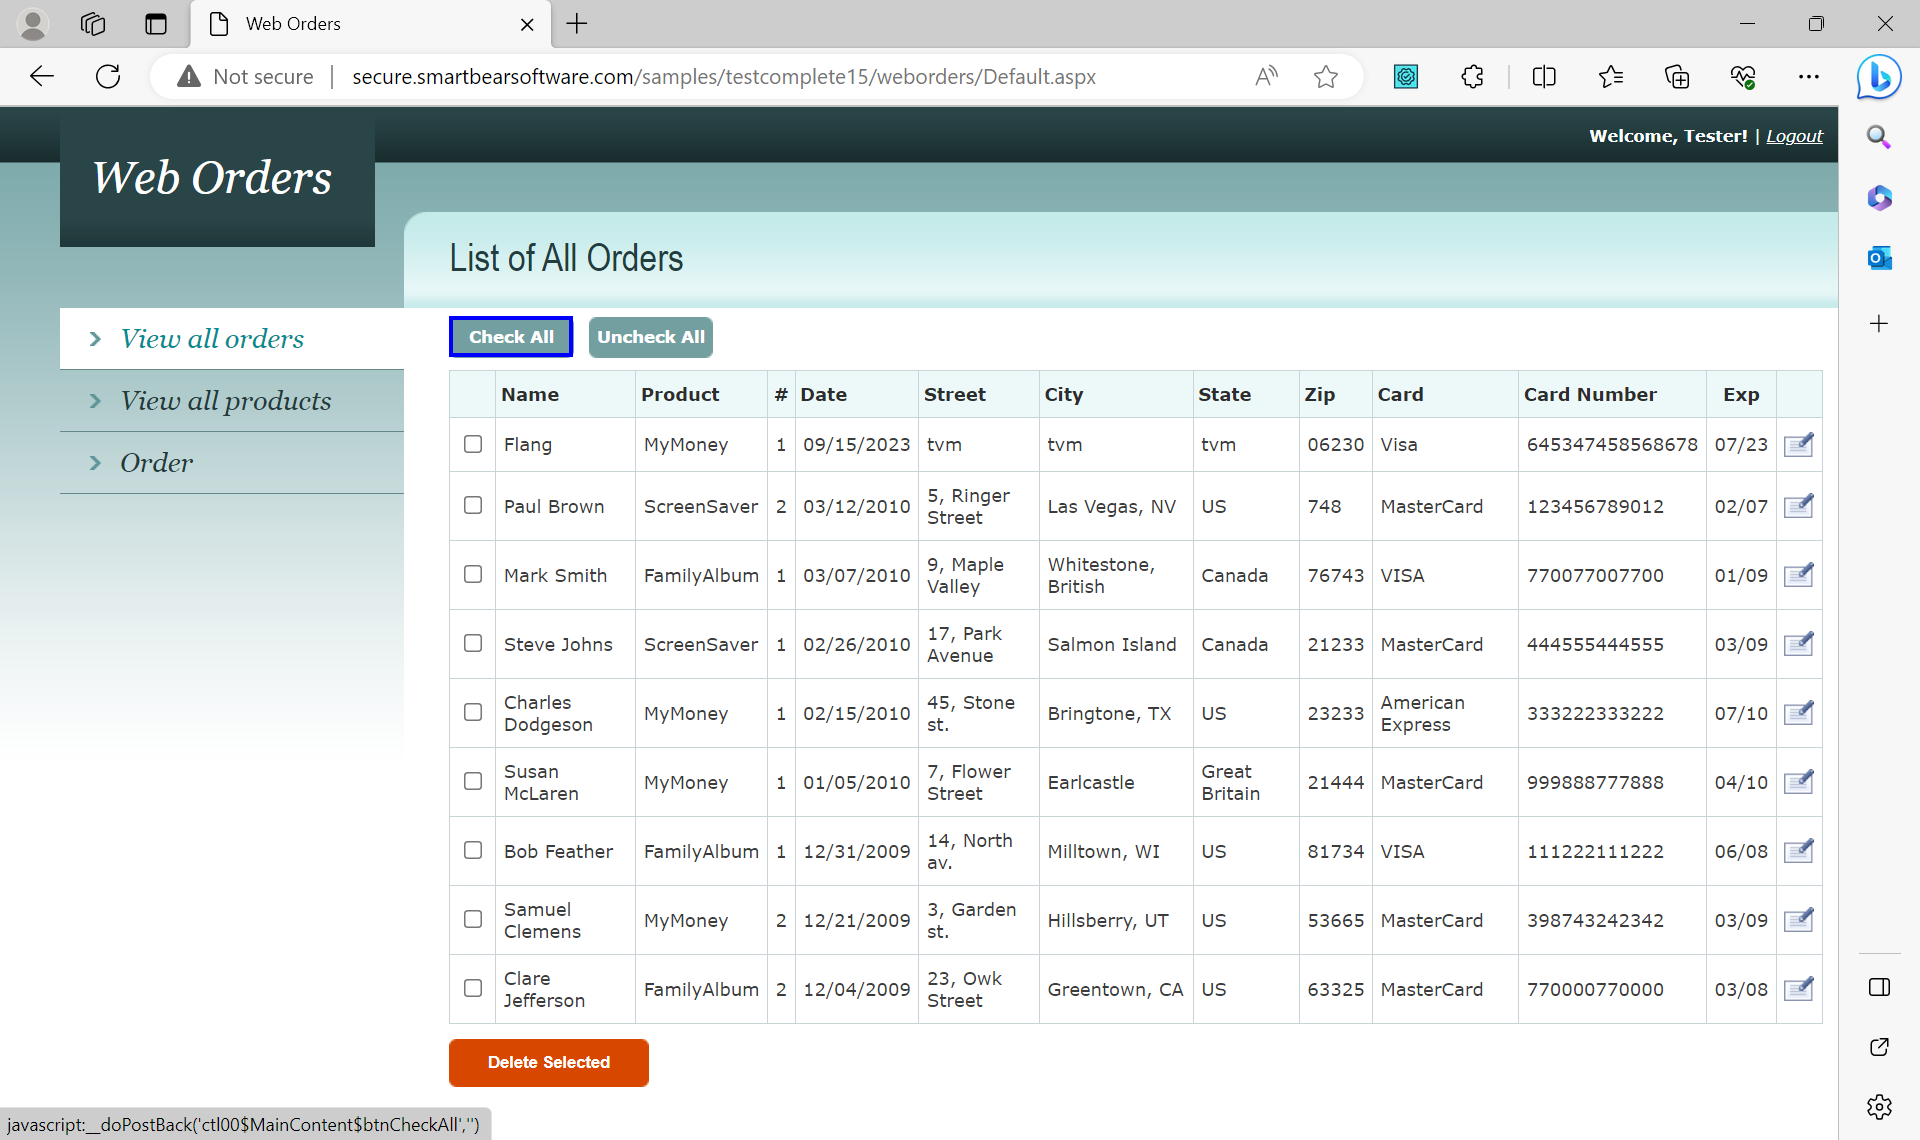 Web Orders
Not secure
secure.smartbearsoftware.com/samples/testcomplete15/weborders/Default.aspx
Welcome, Tester! | Logout
Web Orders
List of All Orders
View all orders
View all products
Order
Check All Uncheck All
Name Product # Date Street City State Zip Card Card Number Exp
Flang MyMoney 1 09/15/2023 tvm tvm tvm 06230 Visa 645347458568678 07/23
Paul Brown ScreenSaver 2 03/12/2010 5, Ringer Street Las Vegas, NV US 748 MasterCard 123456789012 02/07
Mark Smith FamilyAlbum 1 03/07/2010 9, Maple Valley Whitestone, British Canada 76743 VISA 770077007700 01/09
Steve Johns ScreenSaver 1 02/26/2010 17, Park Avenue Salmon Island Canada 21233 MasterCard 444555444555 03/09
Charles Dodgeson MyMoney 1 02/15/2010 45, Stone st. Bringtone, TX US 23233 American Express 333222333222 07/10
Susan McLaren MyMoney 1 01/05/2010 7, Flower Street Earlcastle Great Britain 21444 MasterCard 999888777888 04/10
Bob Feather FamilyAlbum 1 12/31/2009 14, North av. Milltown, WI US 81734 VISA 111222111222 06/08
Samuel Clemens MyMoney 2 12/21/2009 3, Garden st. Hillsberry, UT US 53665 MasterCard 398743242342 03/09
Clare Jefferson FamilyAlbum 2 12/04/2009 23, Owk Street Greentown, CA US 63325 MasterCard 770000770000 03/08
Delete Selected
javascript:__doPostBack('ctl00$MainContent$btnCheckAll','')